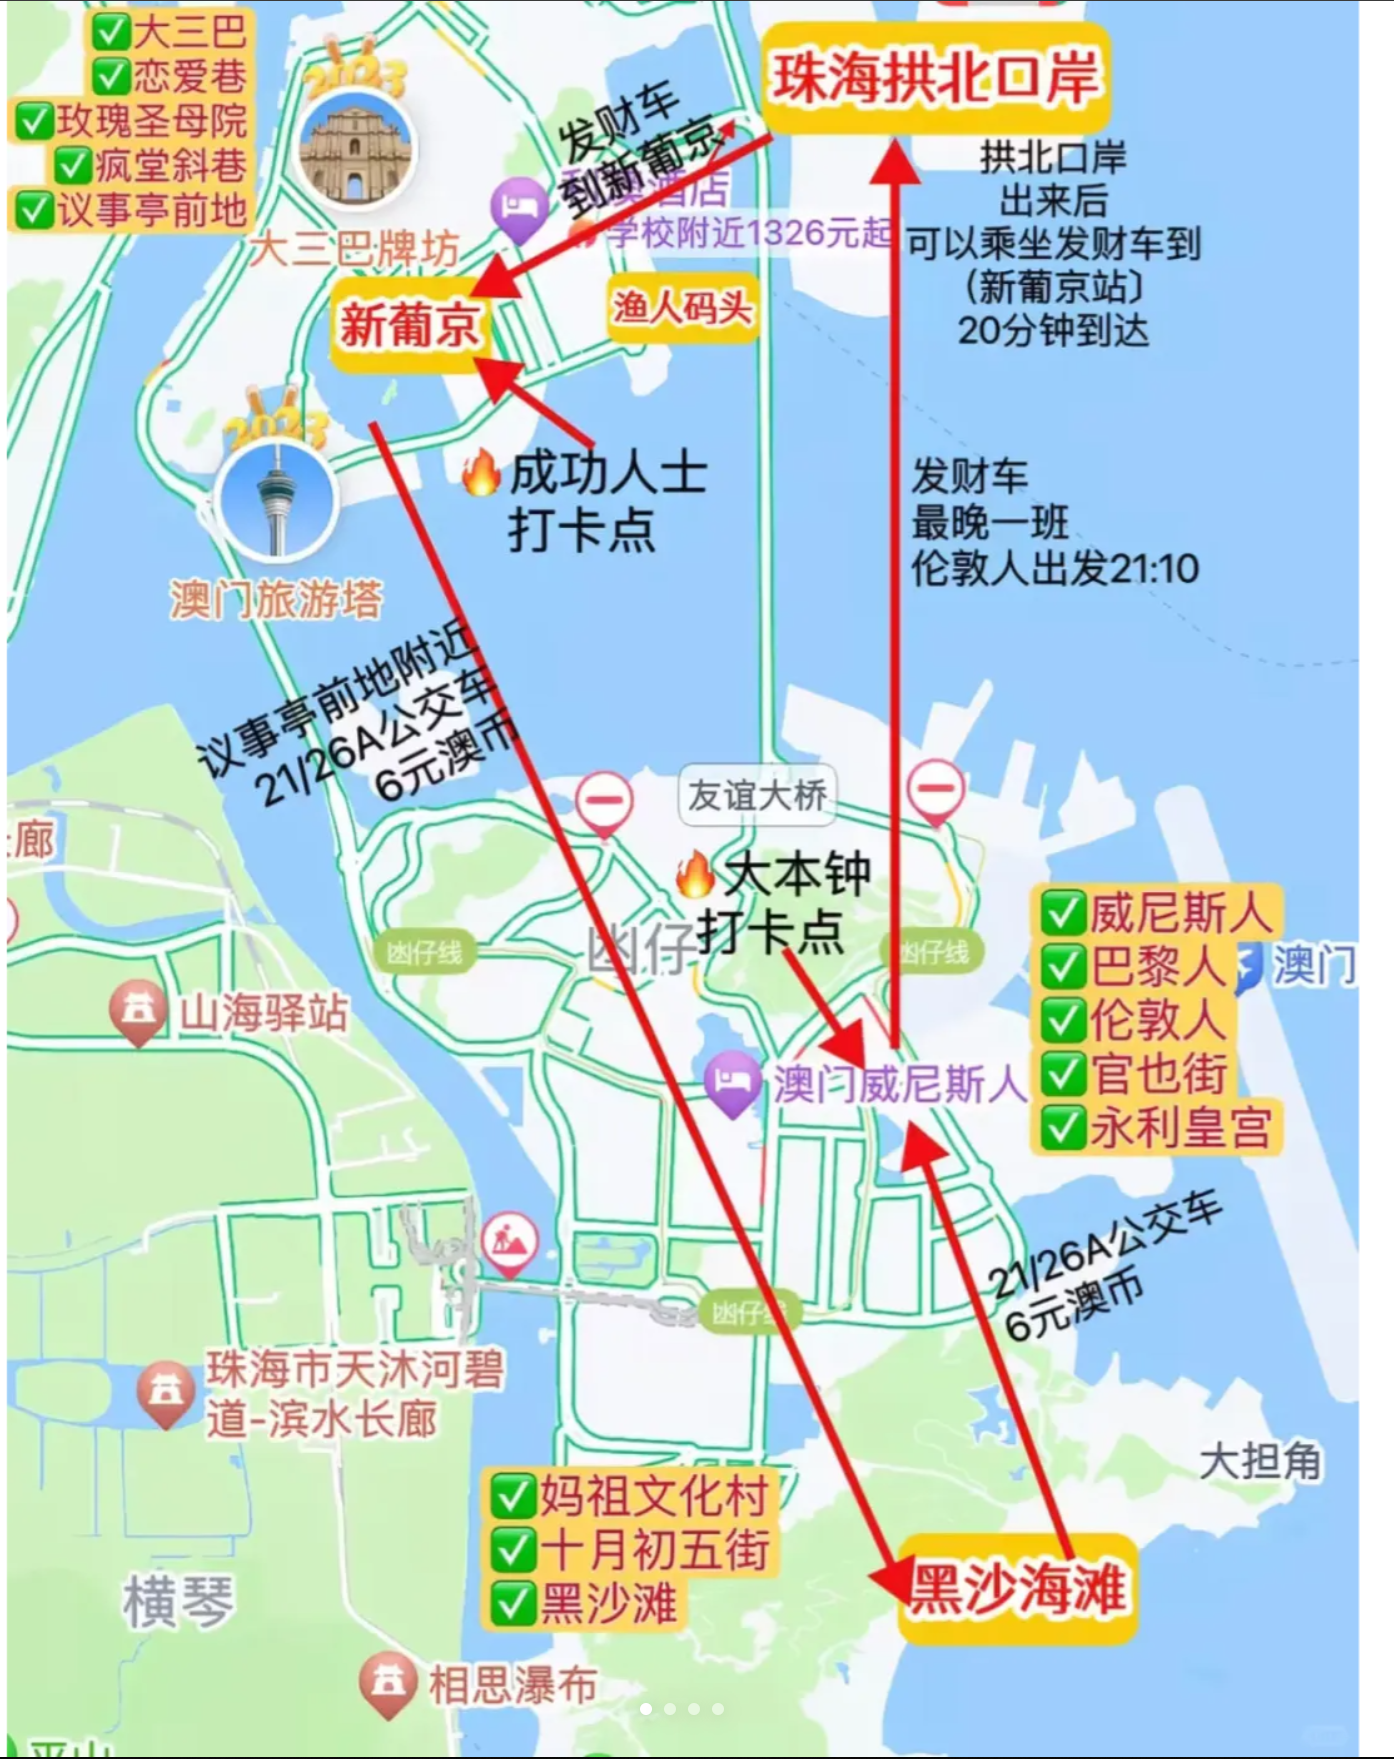 ✅大三巴
✅恋爱巷
✅玫瑰圣母院
✅疯堂斜巷
✅议事亭前地
2023
大三巴牌坊
发财车
到新葡京
酒店
学校附近1326元起
珠海拱北口岸
拱北口岸
出来后
可以乘坐发财车到
（新葡京站）
20分钟到达
新葡京
渔人码头
2023
澳门旅游塔
🔥成功人士
打卡点
发财车
最晚一班
伦敦人出发21:10
议事亭前地附近
21/26A公交车
6元澳币
友谊大桥
🔥大本钟
打卡点
氹仔
氹仔线
氹仔线
长廊
山海驿站
澳门威尼斯人
✅威尼斯人
✅巴黎人
✅伦敦人
✅官也街
✅永利皇宫
澳门
21/26A公交车
6元澳币
氹仔线
珠海市天沐河碧
道-滨水长廊
大担角
✅妈祖文化村
✅十月初五街
✅黑沙滩
黑沙海滩
横琴
相思瀑布